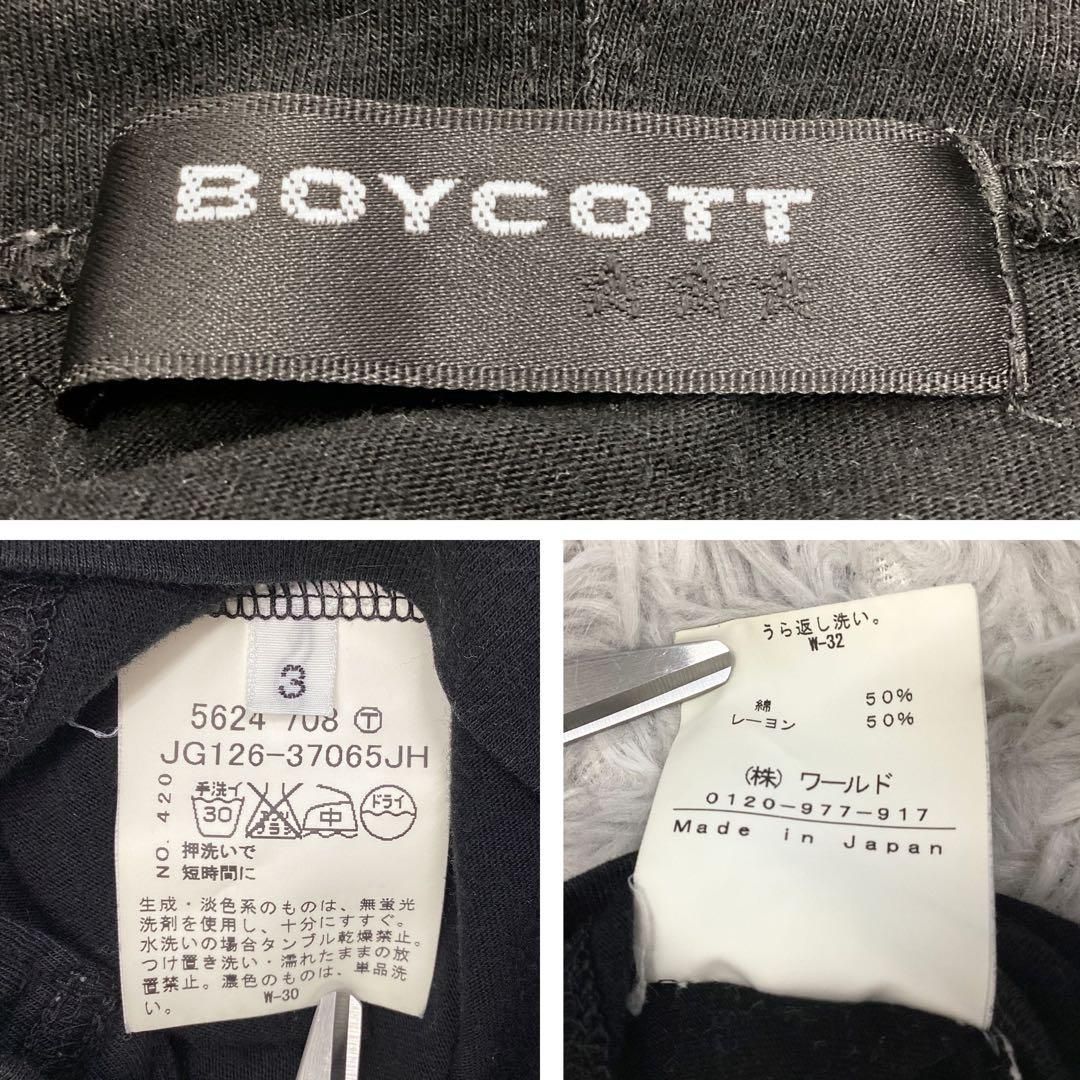 BOYCOTT
3
5624 708 Ⓣ
JG126-37065JH
NO. 420
手洗イ
30
エンソ
サラシ
中
ドライ
押洗いで
短時間に
生成・淡色系のものは、無蛍光
洗剤を使用し、十分にすすぐ。
水洗いの場合タンブル乾燥禁止。
つけ置き洗い・濡れたままの放
置禁止。濃色のものは、単品洗
い。
W-30
うら返し洗い。
W-32
綿 50%
レーヨン 50%
(株) ワールド
0120-977-917
Made in Japan